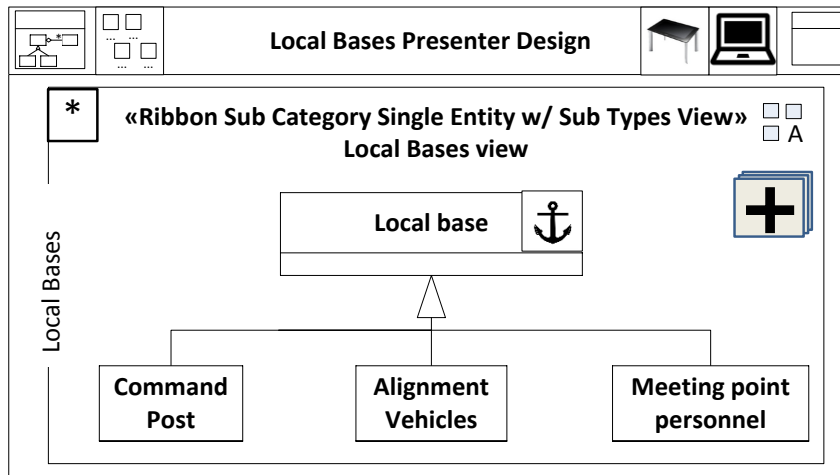 Local Bases Presenter Design
*
«Ribbon Sub Category Single Entity w/ Sub Types View»
Local Bases view
A
Local Bases
Local base
Command
Post
Alignment
Vehicles
Meeting point
personnel